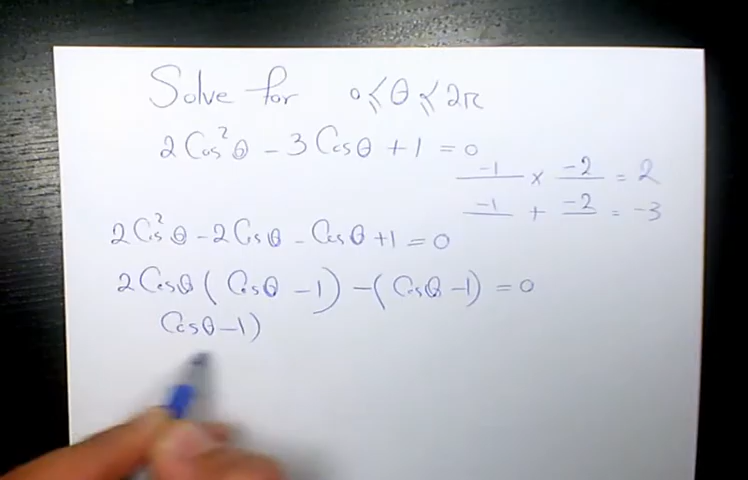 Solve for 0 ⩽ θ ⩽ 2π
2Cos²θ - 3Cosθ + 1 = 0
-1 × -2 = 2
-1 + -2 = -3
2Cos²θ - 2Cosθ - Cosθ + 1 = 0
2Cosθ ( Cosθ - 1 ) - ( Cosθ - 1 ) = 0
Cosθ - 1 )